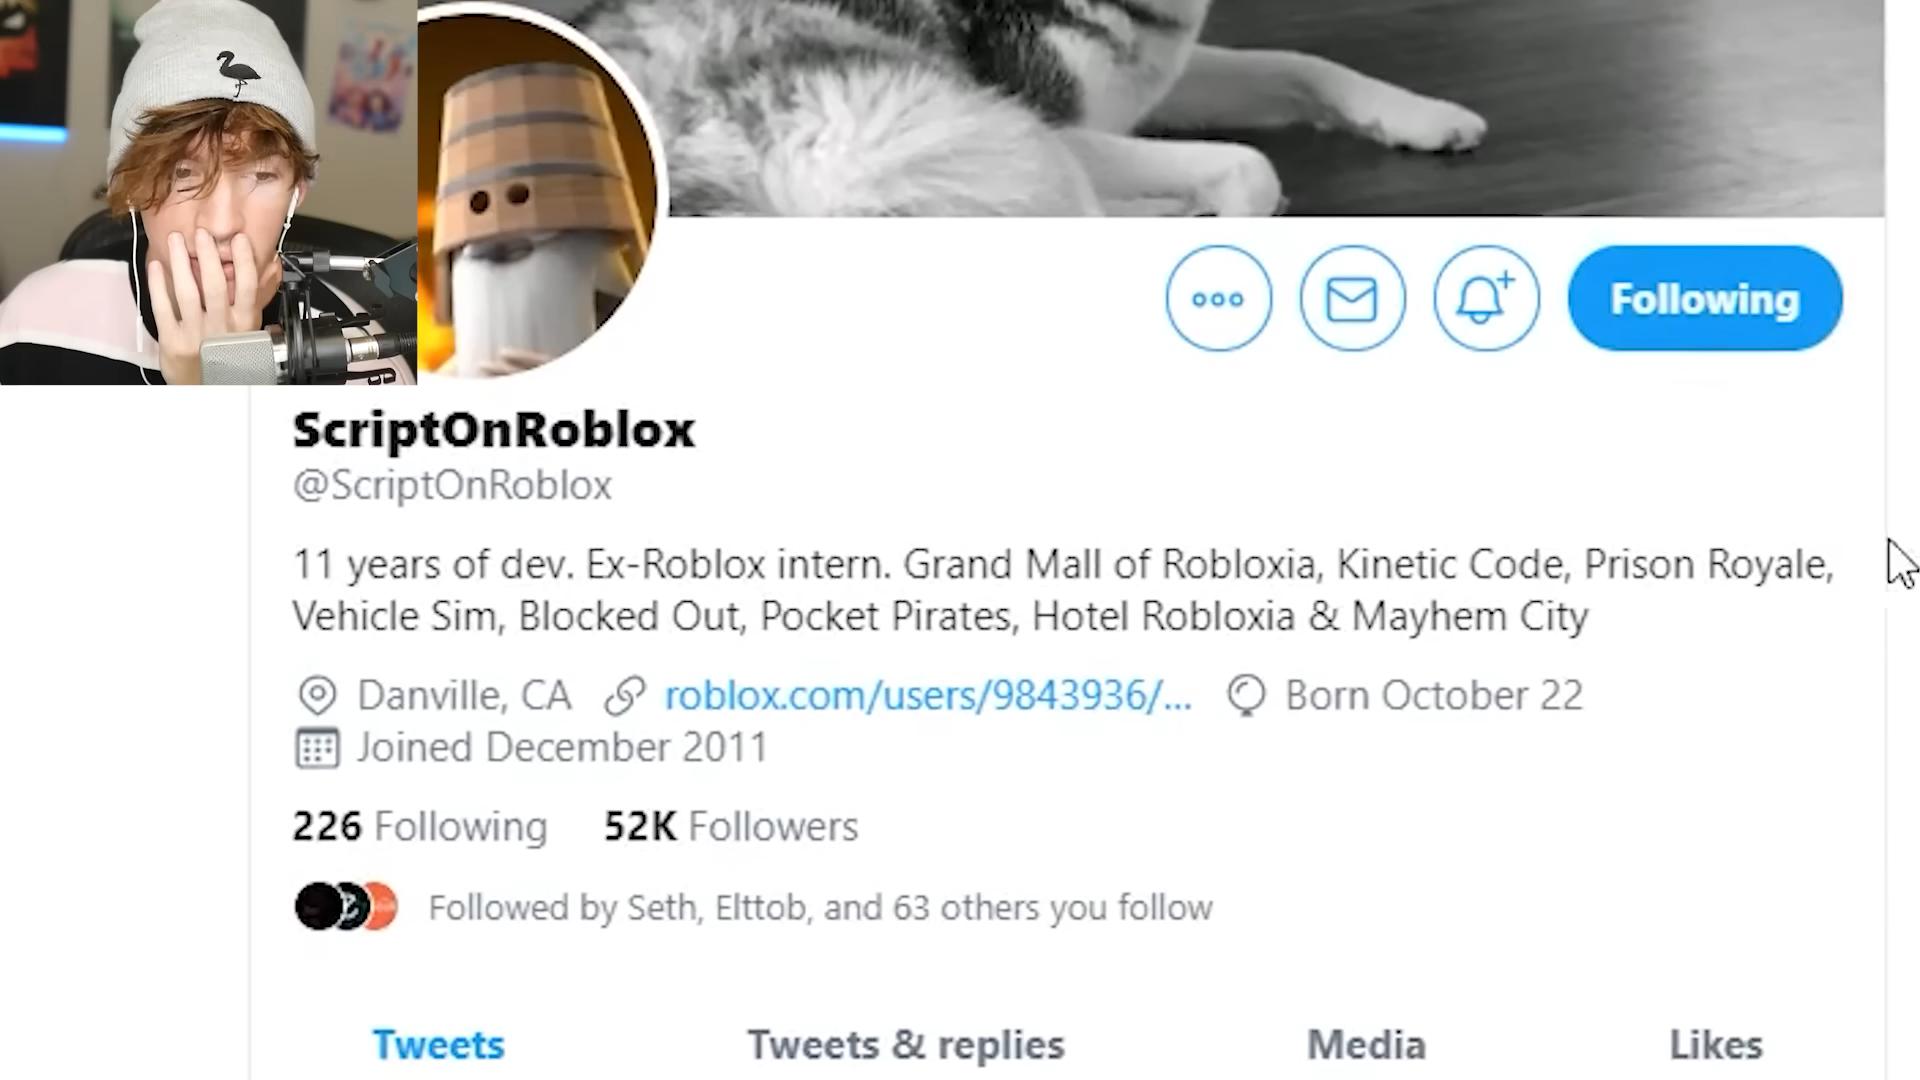 Following
ScriptOnRoblox
@ScriptOnRoblox
11 years of dev. Ex-Roblox intern. Grand Mall of Robloxia, Kinetic Code, Prison Royale,
Vehicle Sim, Blocked Out, Pocket Pirates, Hotel Robloxia & Mayhem City
Danville, CA roblox.com/users/9843936/... Born October 22
Joined December 2011
226 Following 52K Followers
Followed by Seth, Elttob, and 63 others you follow
Tweets Tweets & replies Media Likes